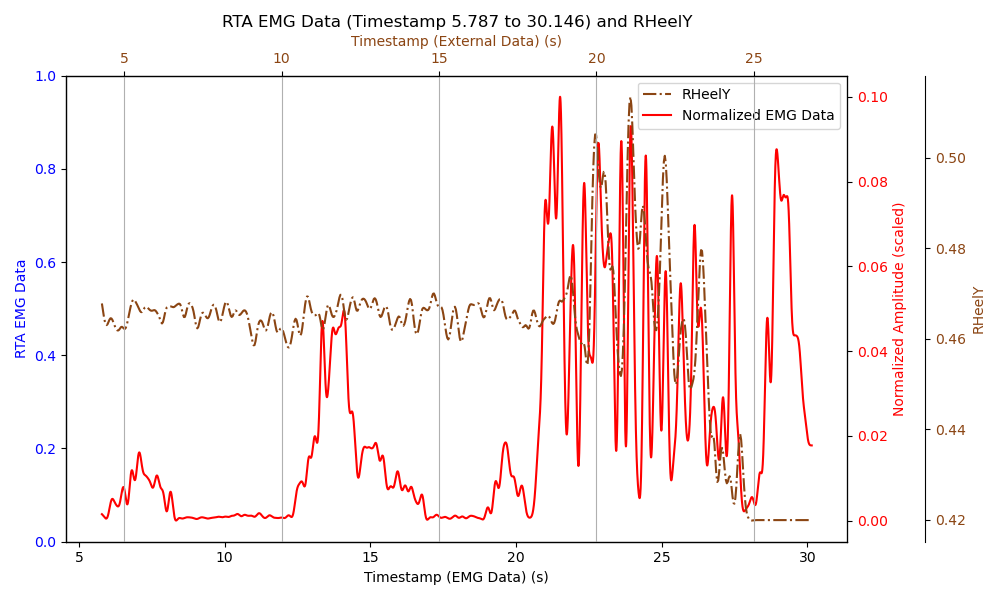 RTA EMG Data (Timestamp 5.787 to 30.146) and RHeelY
Timestamp (External Data) (s)
5 10 15 20 25
RHeelY
Normalized EMG Data
RTA EMG Data
1.0
0.8
0.6
0.4
0.2
0.0
0.10
0.08
0.06
0.04
0.02
0.00
Normalized Amplitude (scaled)
0.50
0.48
0.46
0.44
0.42
RHeelY
5 10 15 20 25 30
Timestamp (EMG Data) (s)